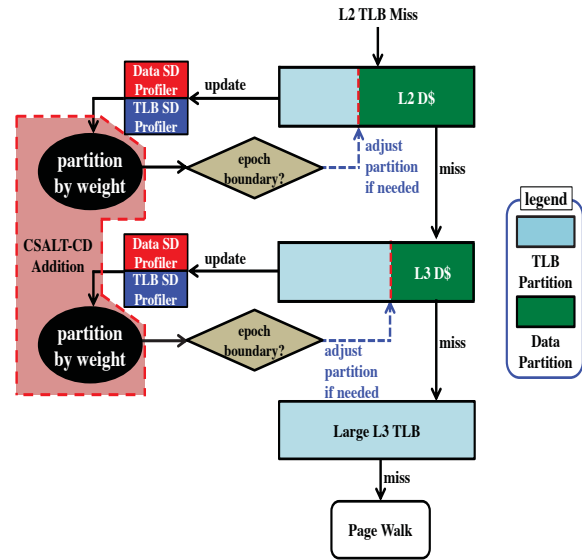 L2 TLB Miss
Data SD
Profiler
TLB SD
Profiler
update
L2 D$
partition
by weight
epoch
boundary?
adjust
partition
if needed
miss
legend
TLB
Partition
Data
Partition
CSALT-CD
Addition
Data SD
Profiler
TLB SD
Profiler
update
L3 D$
partition
by weight
epoch
boundary?
adjust
partition
if needed
miss
Large L3 TLB
miss
Page Walk